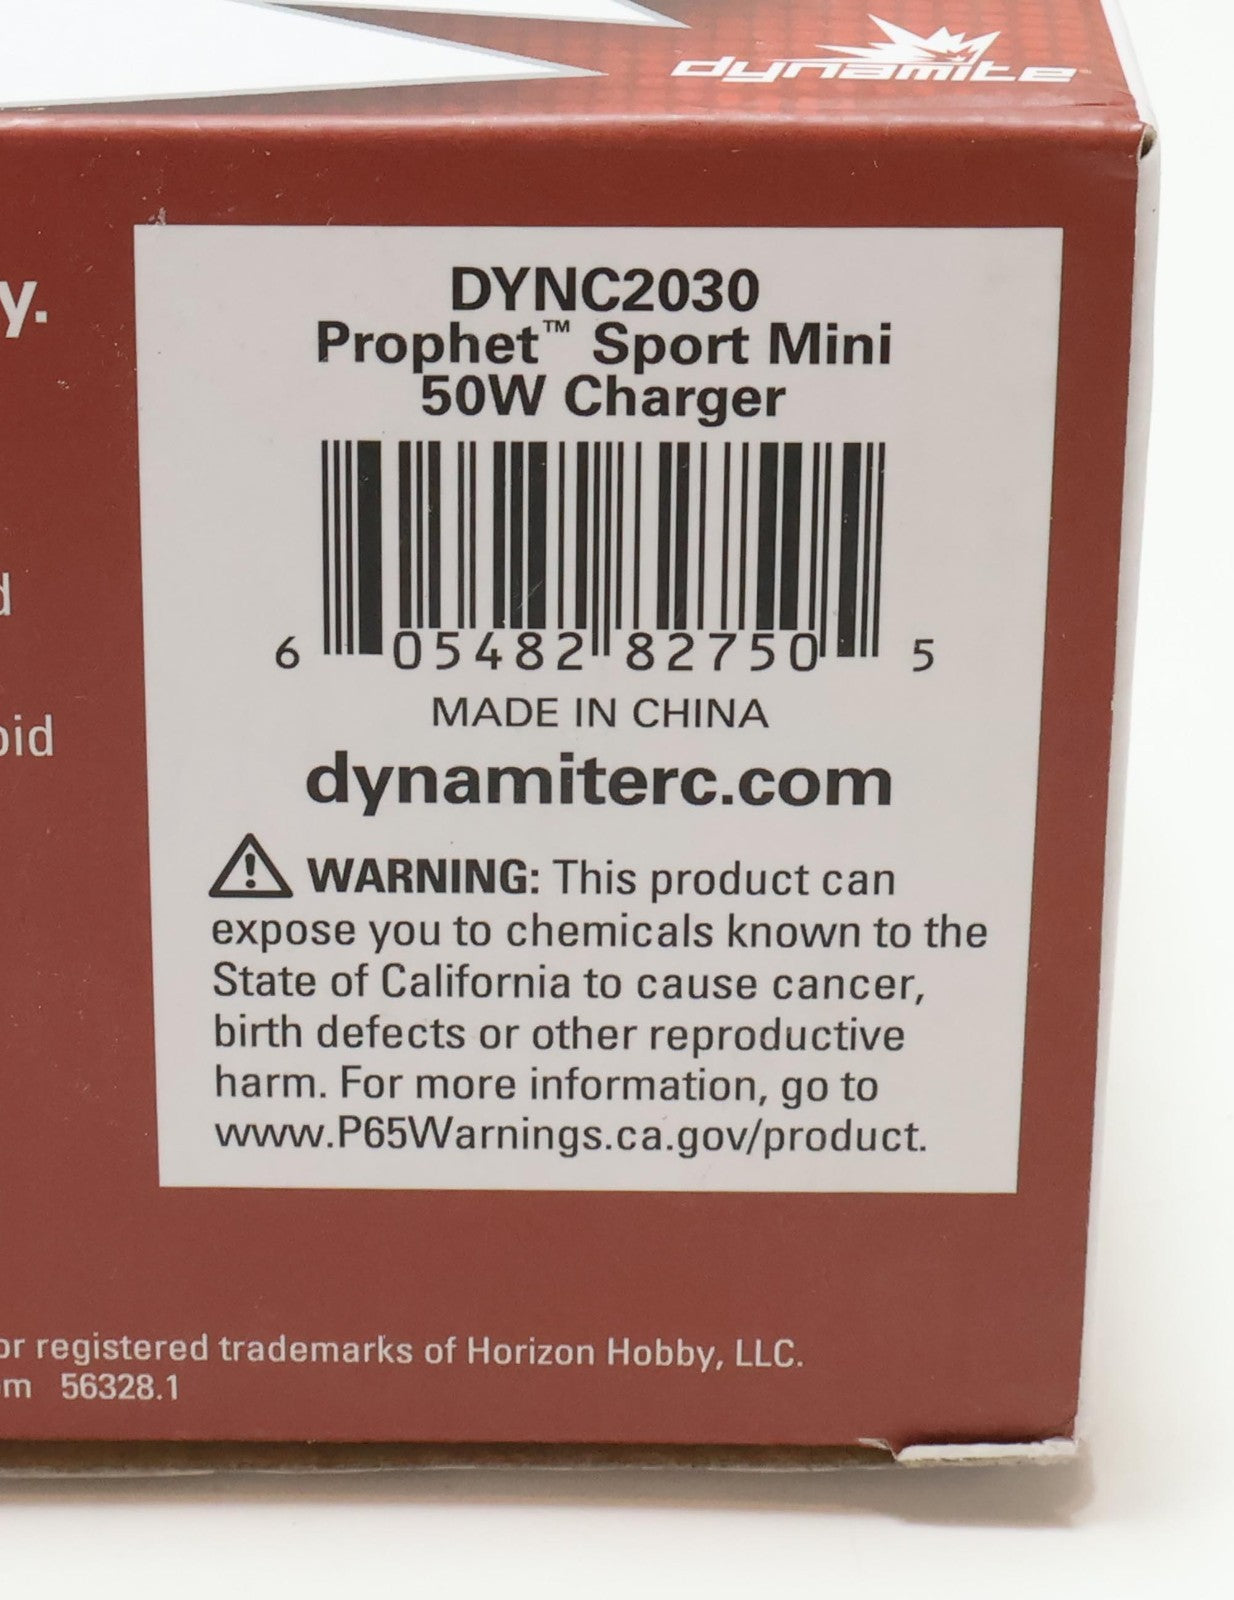 dynamite
y.
DYNC2030
Prophet™ Sport Mini
50W Charger
6 05482 82750 5
MADE IN CHINA
dynamiterc.com
WARNING: This product can
expose you to chemicals known to the
State of California to cause cancer,
birth defects or other reproductive
harm. For more information, go to
www.P65Warnings.ca.gov/product.
or registered trademarks of Horizon Hobby, LLC.
56328.1